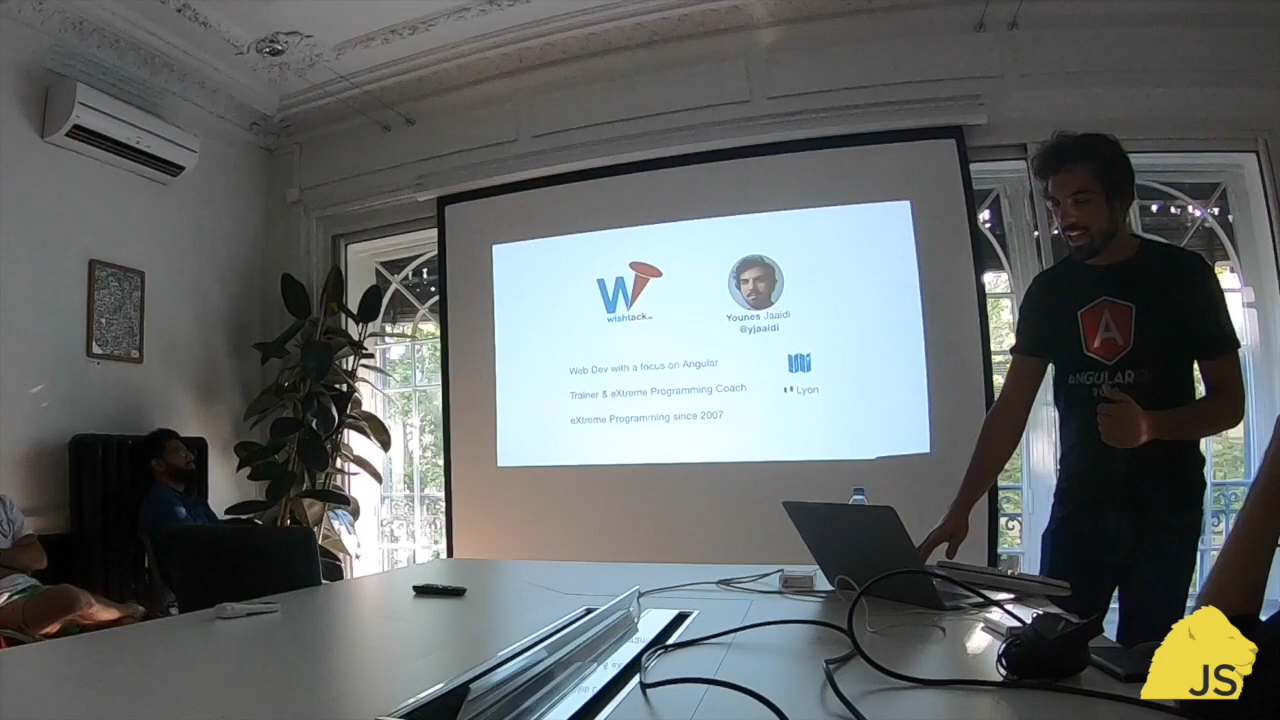 W
wishtack
Younes Jaaidi
@yjaaidi
Web Dev with a focus on Angular
Trainer & eXtreme Programming Coach
Lyon
eXtreme Programming since 2007
A
ANGULAR
JS